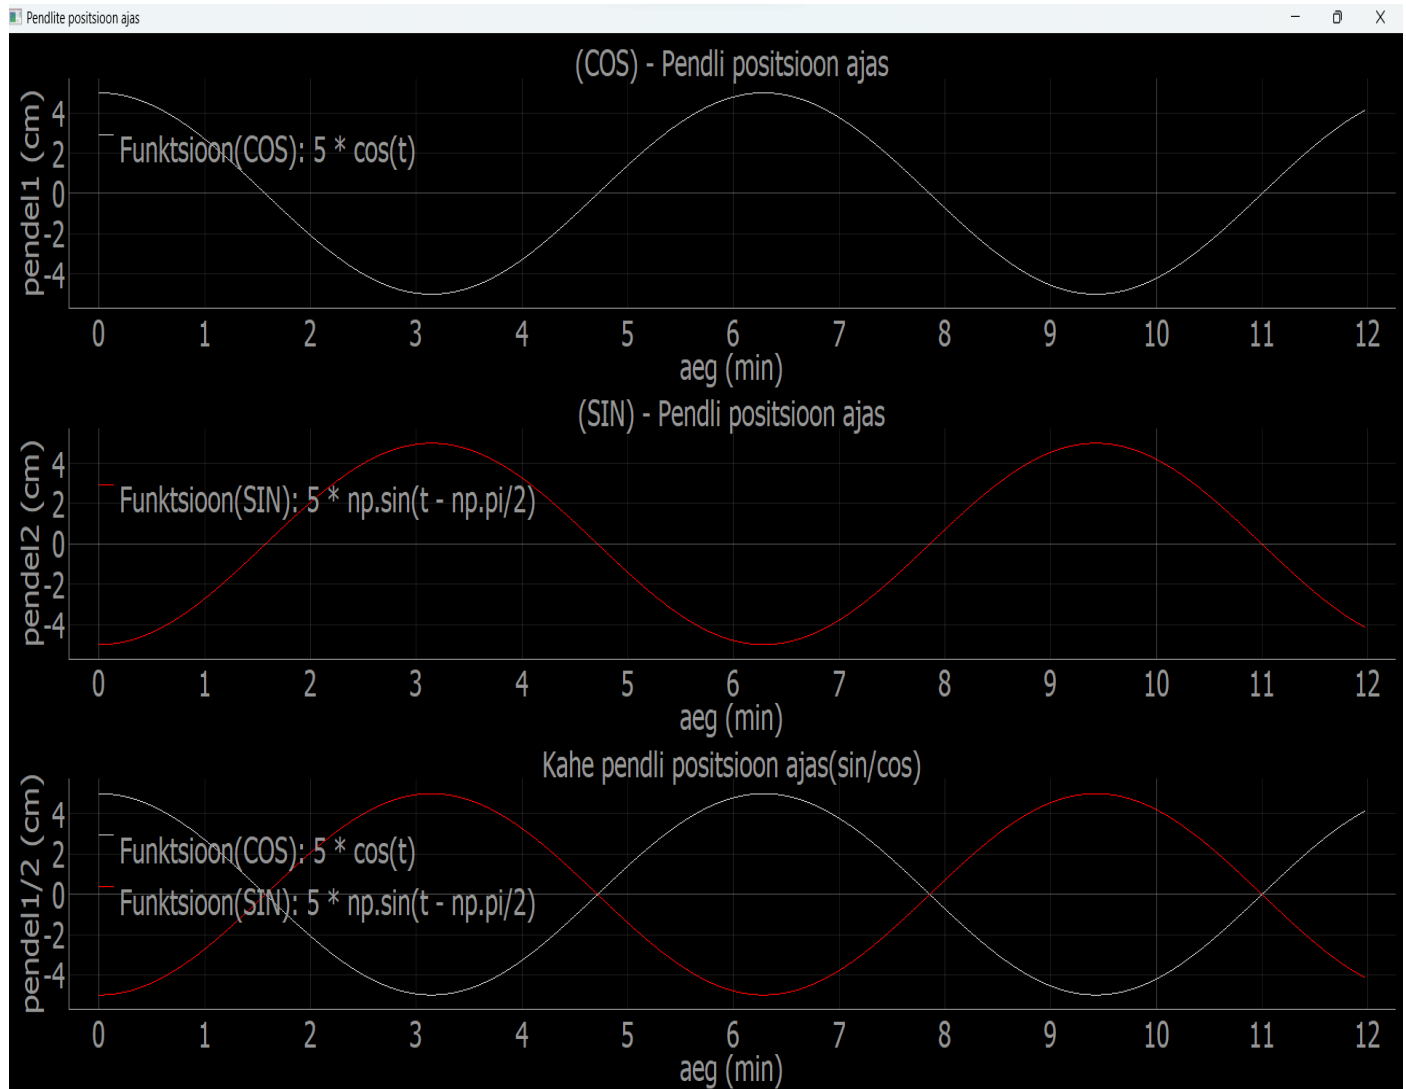 Pendlite positsioon ajas
(COS) - Pendli positsioon ajas
pendel1 (cm)
4
2
0
-2
-4
Funktsioon(COS): 5 * cos(t)
0 1 2 3 4 5 6 7 8 9 10 11 12
aeg (min)
(SIN) - Pendli positsioon ajas
pendel2 (cm)
4
2
0
-2
-4
Funktsioon(SIN): 5 * np.sin(t - np.pi/2)
0 1 2 3 4 5 6 7 8 9 10 11 12
aeg (min)
Kahe pendli positsioon ajas(sin/cos)
pendel1/2 (cm)
4
2
0
-2
-4
Funktsioon(COS): 5 * cos(t)
Funktsioon(SIN): 5 * np.sin(t - np.pi/2)
0 1 2 3 4 5 6 7 8 9 10 11 12
aeg (min)